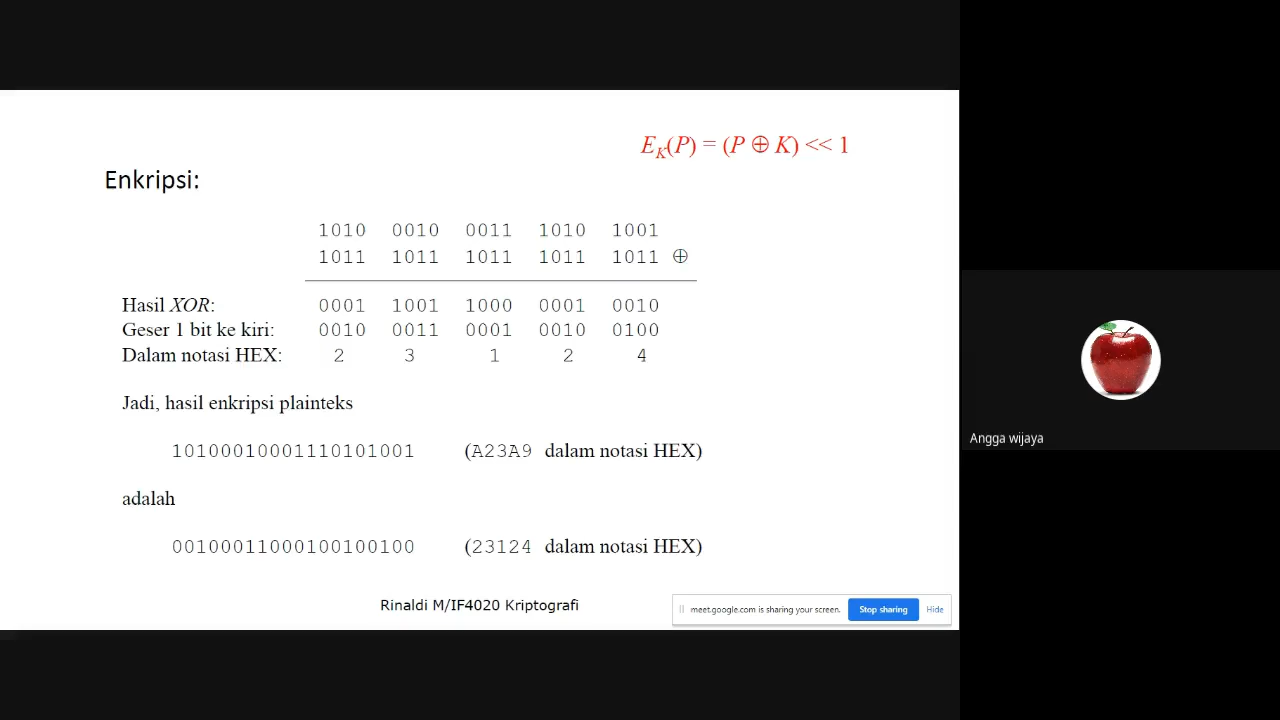 E_K(P) = (P ⊕ K) << 1
Enkripsi:
1010 0010 0011 1010 1001
1011 1011 1011 1011 1011 ⊕
Hasil XOR: 0001 1001 1000 0001 0010
Geser 1 bit ke kiri: 0010 0011 0001 0010 0100
Dalam notasi HEX: 2 3 1 2 4
Jadi, hasil enkripsi plainteks
10100010001110101001 (A23A9 dalam notasi HEX)
adalah
00100011000100100100 (23124 dalam notasi HEX)
Rinaldi M/IF4020 Kriptografi
meet.google.com is sharing your screen. Stop sharing Hide
Angga wijaya